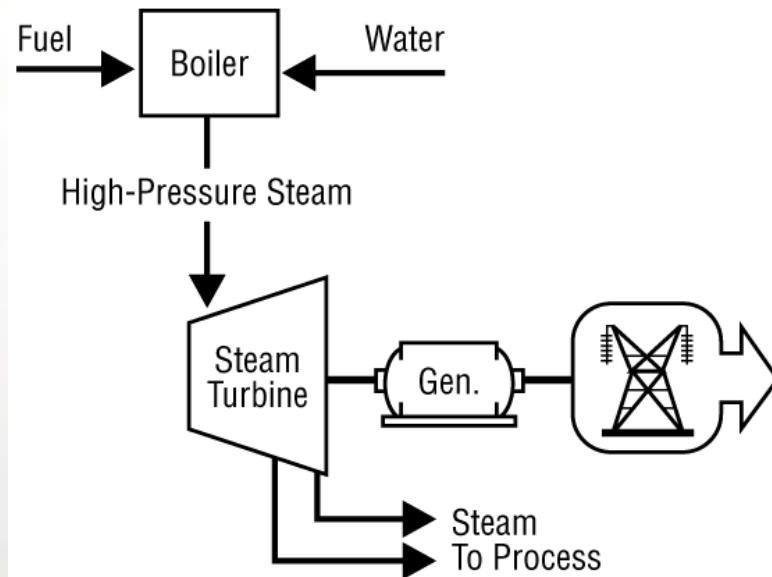 Fuel
Water
Boiler
High-Pressure Steam
Steam
Turbine
Gen.
Steam
To Process